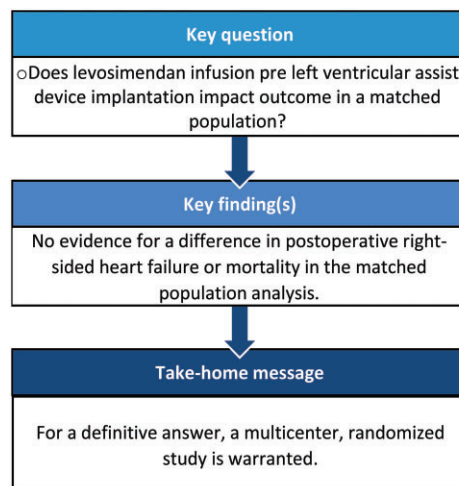 Key question
○Does levosimendan infusion pre left ventricular assist
device implantation impact outcome in a matched
population?
Key finding(s)
No evidence for a difference in postoperative right-
sided heart failure or mortality in the matched
population analysis.
Take-home message
For a definitive answer, a multicenter, randomized
study is warranted.